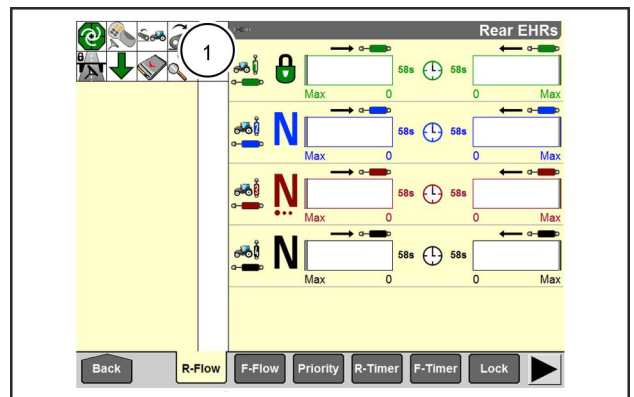 1
Rear EHRs
58s 58s
Max 0 0 Max
N
58s 58s
Max 0 0 Max
N
58s 58s
Max 0 0 Max
N
58s 58s
Max 0 0 Max
Back R-Flow F-Flow Priority R-Timer F-Timer Lock